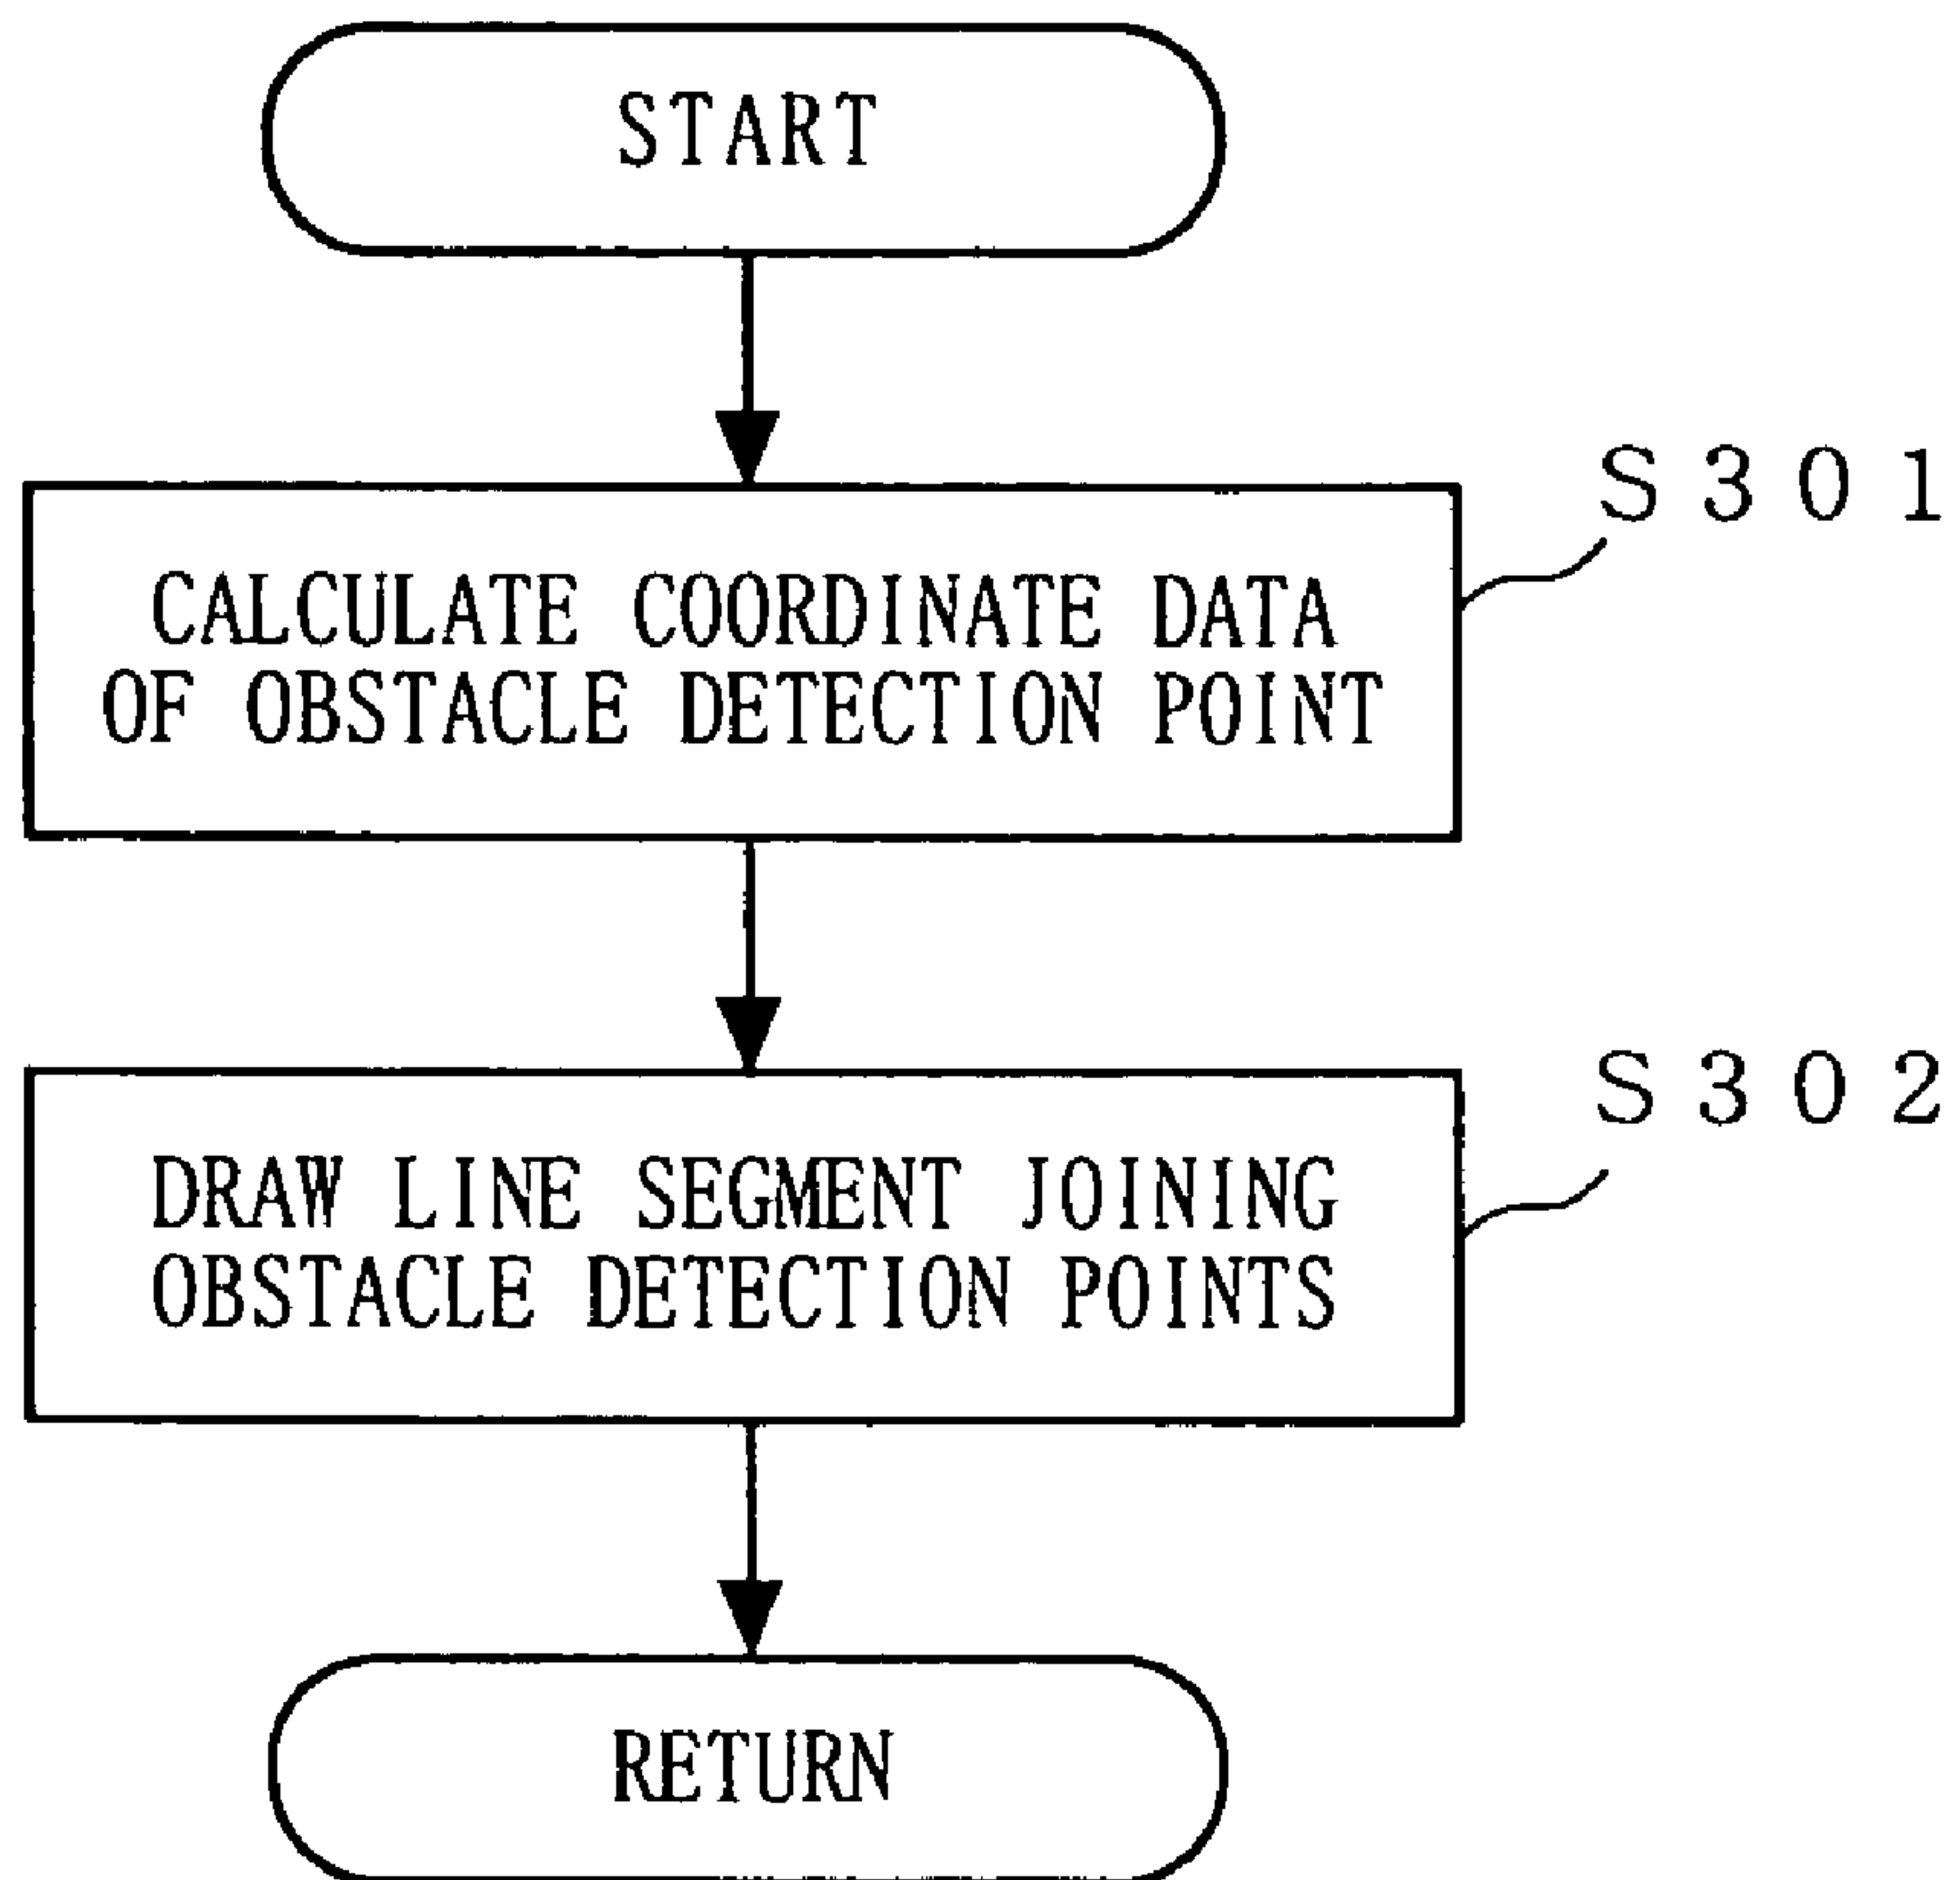 START
S301
CALCULATE COORDINATE DATA
OF OBSTACLE DETECTION POINT
S302
DRAW LINE SEGMENT JOINING
OBSTACLE DETECTION POINTS
RETURN